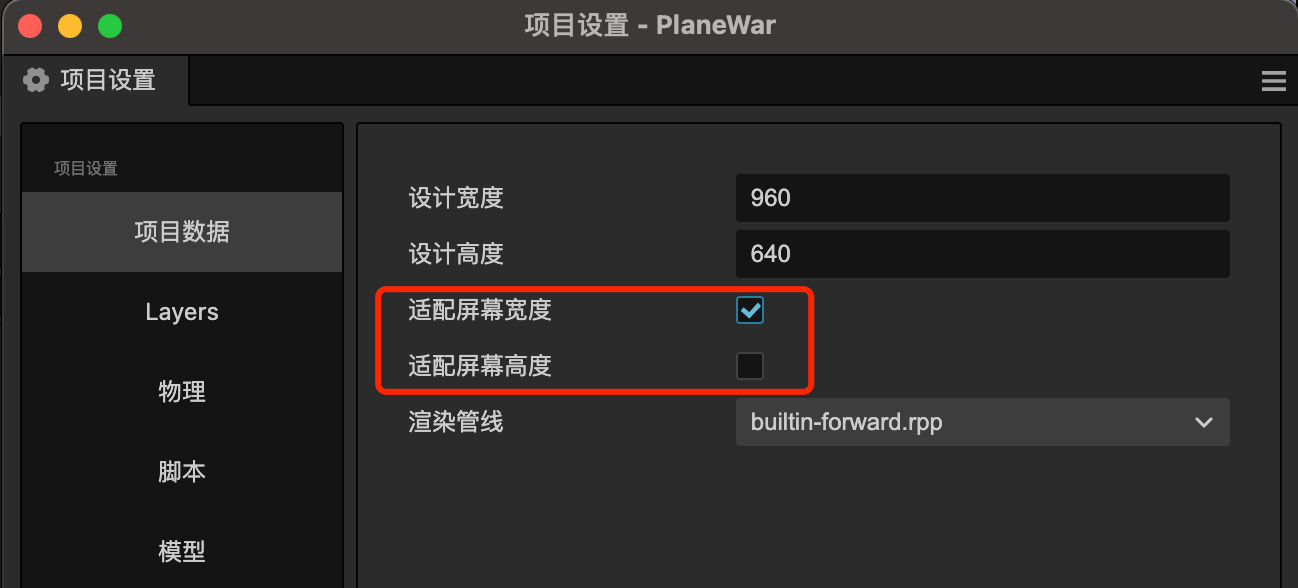 项目设置 - PlaneWar
项目设置
项目设置
项目数据
Layers
物理
脚本
模型
设计宽度 960
设计高度 640
适配屏幕宽度
适配屏幕高度
渲染管线 builtin-forward.rpp